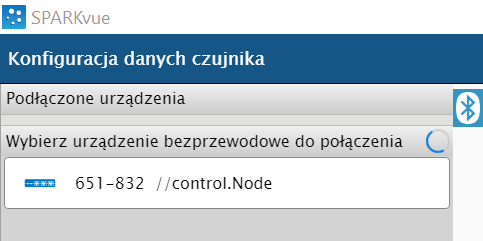 SPARKvue
Konfiguracja danych czujnika
Podłączone urządzenia
Wybierz urządzenie bezprzewodowe do połączenia
651-832 //control.Node